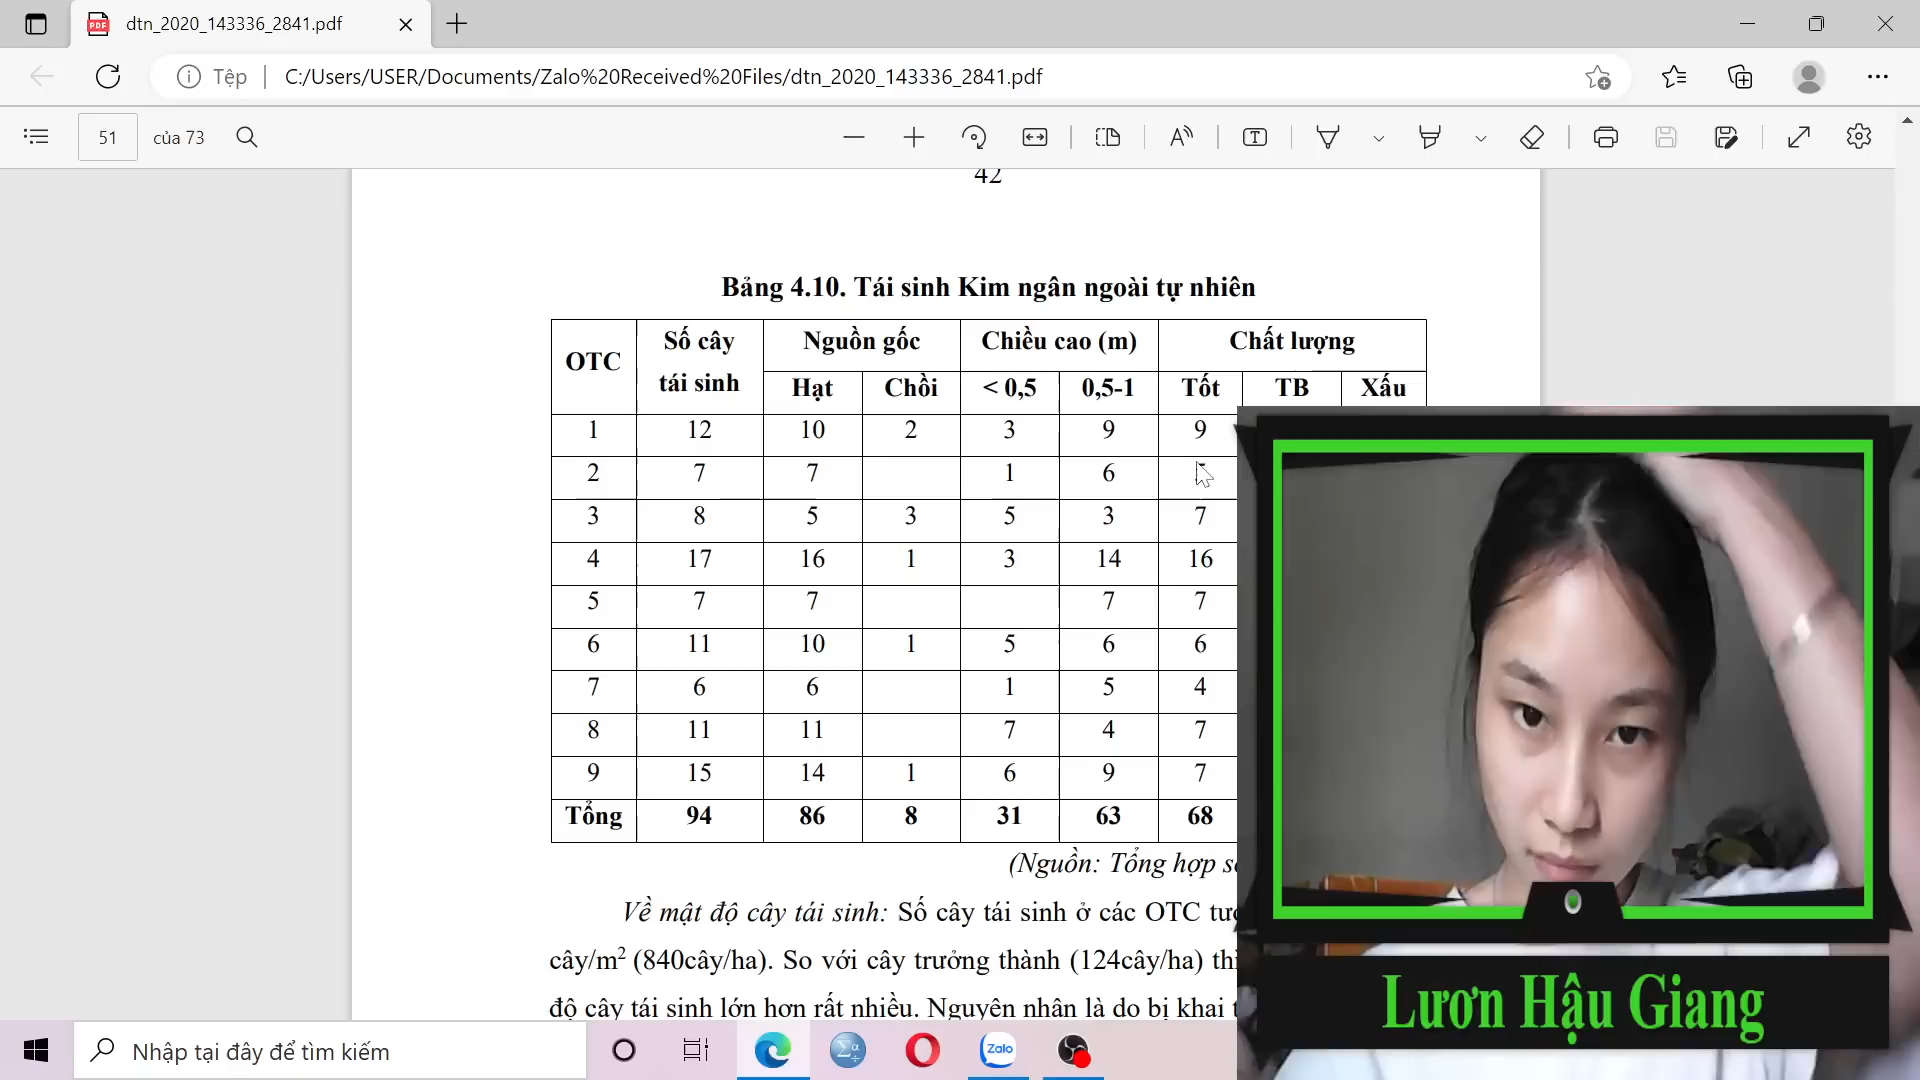 dtn_2020_143336_2841.pdf
Tệp
C:/Users/USER/Documents/Zalo%20Received%20Files/dtn_2020_143336_2841.pdf
51 của 73
42
Bảng 4.10. Tái sinh Kim ngân ngoài tự nhiên
OTC Số cây tái sinh Nguồn gốc Chiều cao (m) Chất lượng
Hạt Chồi < 0,5 0,5-1 Tốt TB Xấu
1 12 10 2 3 9 9
2 7 7 1 6
3 8 5 3 5 3 7
4 17 16 1 3 14 16
5 7 7 7 7
6 11 10 1 5 6 6
7 6 6 1 5 4
8 11 11 7 4 7
9 15 14 1 6 9 7
Tổng 94 86 8 31 63 68
(Nguồn: Tổng hợp
Về mật độ cây tái sinh: Số cây tái sinh ở các OTC
cây/m² (840cây/ha). So với cây trưởng thành (124cây/ha) thì
độ cây tái sinh lớn hơn rất nhiều. Nguyên nhân là do bị khai
Lươn Hậu Giang
Nhập tại đây để tìm kiếm
Zalo